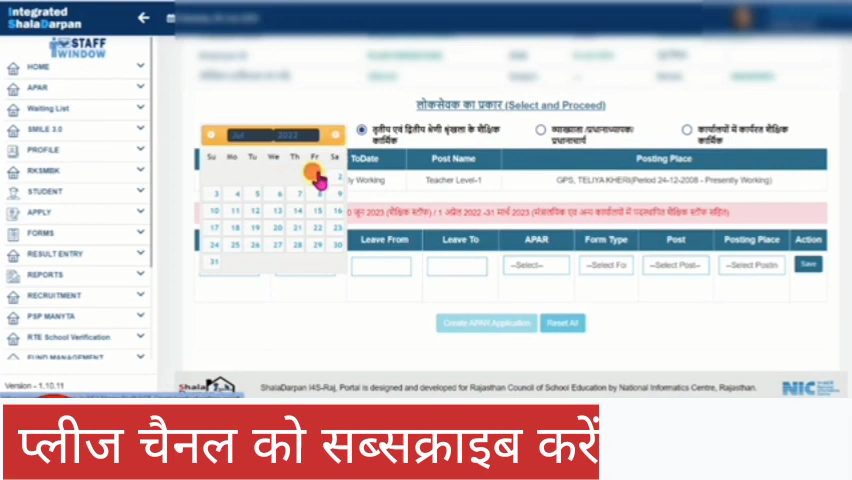 Integrated
ShalaDarpan
STAFF
WINDOW
HOME
APAR
Waiting List
SMILE 3.0
PROFILE
RKSMBK
STUDENT
APPLY
FORMS
RESULT ENTRY
REPORTS
RECRUITMENT
PSP MANYTA
RTE School Verification
FUND MANAGEMENT
Version - 1.10.11
लोकसेवक का प्रकार (Select and Proceed)
तृतीय एवं द्वितीय श्रेणी श्रृंखला के शैक्षिक कार्मिक
व्याख्याता /प्रधानाध्यापक/ प्रधानाचार्य
कार्यालयों में कार्यरत शैक्षिक कार्मिक
Jul 2022
Su Mo Tu We Th Fr Sa
2
3 4 5 6 7 8 9
10 11 12 13 14 15 16
17 18 19 20 21 22 23
24 25 26 27 28 29 30
31
ToDate Post Name Posting Place
ly Working Teacher Level-1 GPS, TELIYA KHERI(Period 24-12-2008 - Presently Working)
0 जून 2023 (शैक्षिक स्टॉफ) / 1 अप्रेल 2022 -31 मार्च 2023 (मंत्रालयिक एवं अन्य कार्यालयों में पदस्थापित शैक्षिक स्टॉफ सहित)
Leave From Leave To APAR Form Type Post Posting Place Action
--Select-- --Select Fo --Select Post-- --Select Postin Save
Create APAR Application Reset All
Shala
ShalaDarpan I4S-Raj, Portal is designed and developed for Rajasthan Council of School Education by National Informatics Centre, Rajasthan.
NIC
प्लीज चैनल को सब्सक्राइब करें